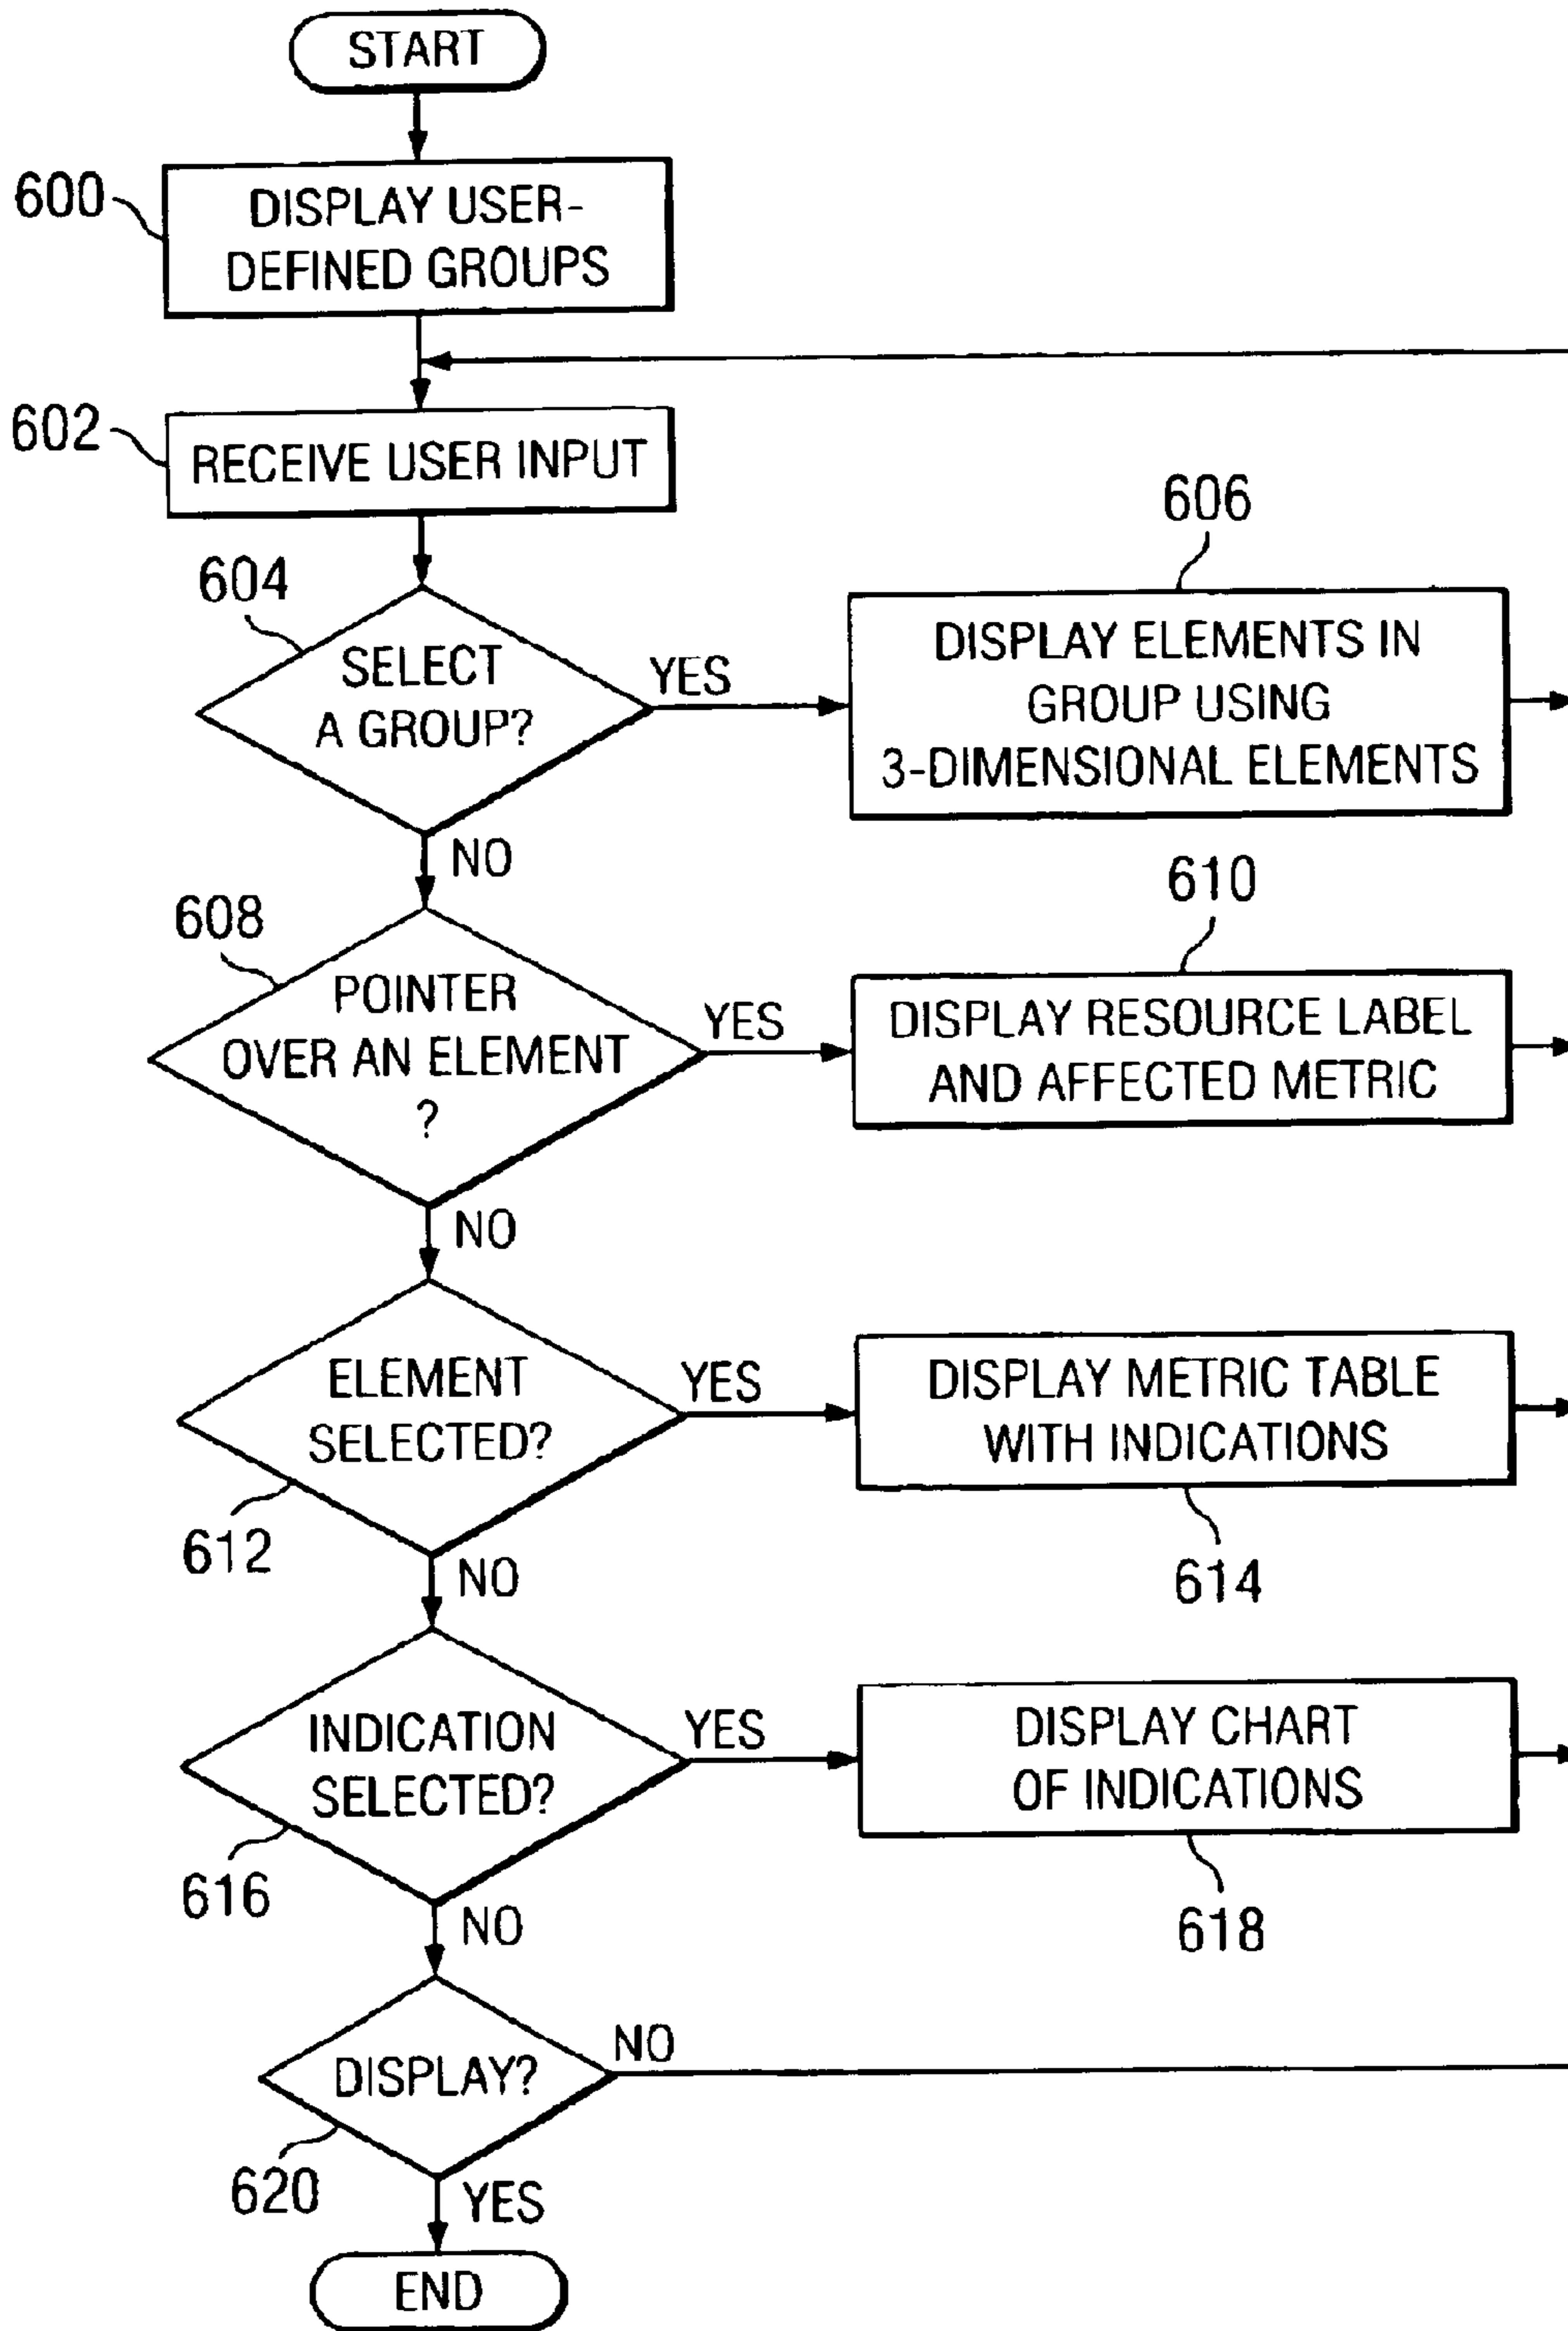 START
600
DISPLAY USER-
DEFINED GROUPS
602
RECEIVE USER INPUT
604
SELECT
A GROUP?
YES
606
DISPLAY ELEMENTS IN
GROUP USING
3-DIMENSIONAL ELEMENTS
NO
608
POINTER
OVER AN ELEMENT
?
YES
610
DISPLAY RESOURCE LABEL
AND AFFECTED METRIC
NO
ELEMENT
SELECTED?
612
YES
DISPLAY METRIC TABLE
WITH INDICATIONS
614
NO
INDICATION
SELECTED?
616
YES
DISPLAY CHART
OF INDICATIONS
618
NO
DISPLAY?
620
NO
YES
END